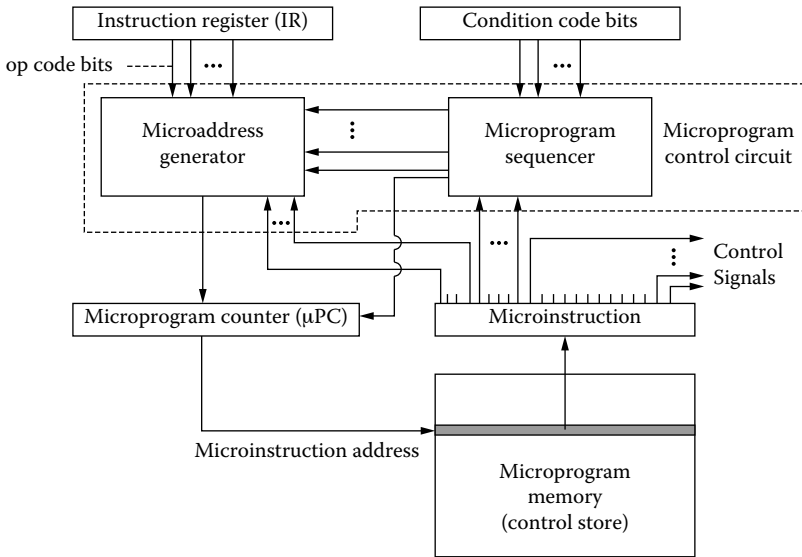 Instruction register (IR)
Condition code bits
op code bits
Microaddress
generator
Microprogram
sequencer
Microprogram
control circuit
Control
Signals
Microprogram counter (μPC)
Microinstruction
Microinstruction address
Microprogram
memory
(control store)